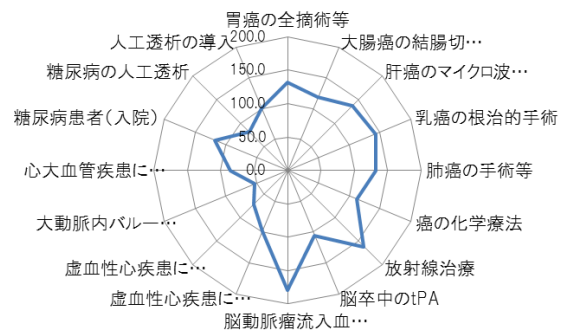 胃癌の全摘術等
大腸癌の結腸切…
肝癌のマイクロ波…
乳癌の根治的手術
肺癌の手術等
癌の化学療法
放射線治療
脳卒中のtPA
脳動脈瘤流入血…
虚血性心疾患に…
虚血性心疾患に…
大動脈内バルー…
心大血管疾患に…
糖尿病患者(入院)
糖尿病の人工透析
人工透析の導入
200.0
150.0
100.0
50.0
0.0